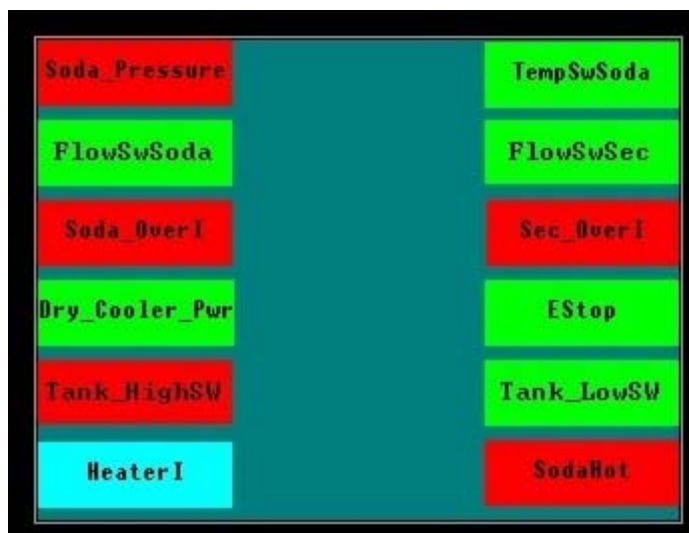 Soda_Pressure
TempSwSoda
FlowSwSoda
FlowSwSec
Soda_OverI
Sec_OverI
Dry_Cooler_Pwr
EStop
Tank_HighSW
Tank_LowSW
HeaterI
SodaHot